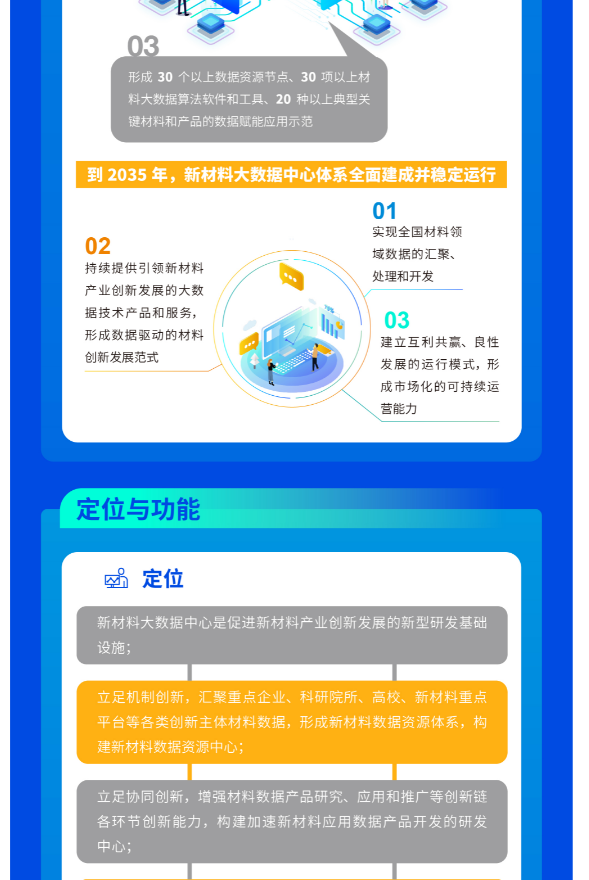 03
形成 30 个以上数据资源节点、30 项以上材
料大数据算法软件和工具、20 种以上典型关
键材料和产品的数据赋能应用示范
到 2035 年，新材料大数据中心体系全面建成并稳定运行
01
实现全国材料领
域数据的汇聚、
处理和开发
02
持续提供引领新材料
产业创新发展的大数
据技术产品和服务，
形成数据驱动的材料
创新发展范式
03
建立互利共赢、良性
发展的运行模式，形
成市场化的可持续运
营能力
定位与功能
定位
新材料大数据中心是促进新材料产业创新发展的新型研发基础
设施；
立足机制创新，汇聚重点企业、科研院所、高校、新材料重点
平台等各类创新主体材料数据，形成新材料数据资源体系，构
建新材料数据资源中心；
立足协同创新，增强材料数据产品研究、应用和推广等创新链
各环节创新能力，构建加速新材料应用数据产品开发的研发
中心；